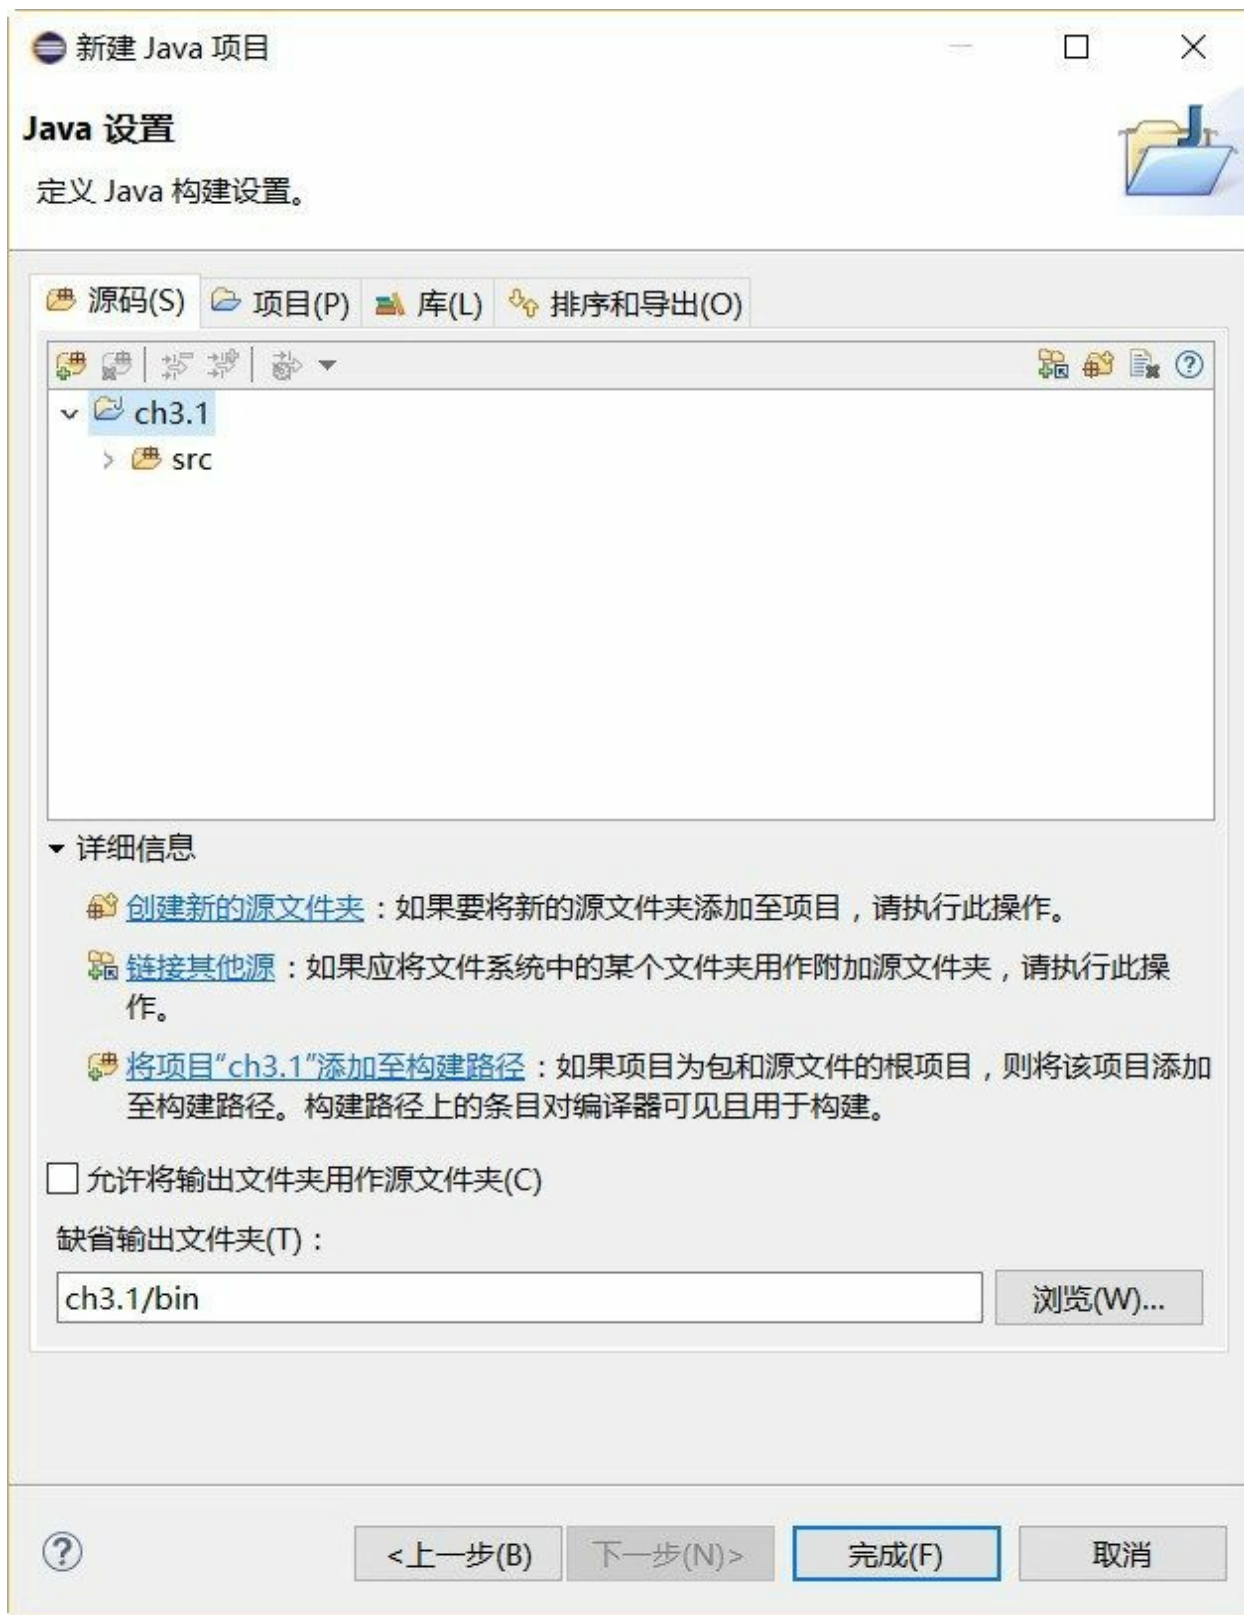 新建 Java 项目
Java 设置
定义 Java 构建设置。
源码(S) 项目(P) 库(L) 排序和导出(O)
ch3.1
src
详细信息
创建新的源文件夹：如果要将新的源文件夹添加至项目，请执行此操作。
链接其他源：如果应将文件系统中的某个文件夹用作附加源文件夹，请执行此操
作。
将项目“ch3.1”添加至构建路径：如果项目为包和源文件的根项目，则将该项目添加
至构建路径。构建路径上的条目对编译器可见且用于构建。
允许将输出文件夹用作源文件夹(C)
缺省输出文件夹(T)：
ch3.1/bin 浏览(W)...
<上一步(B) 下一步(N)> 完成(F) 取消